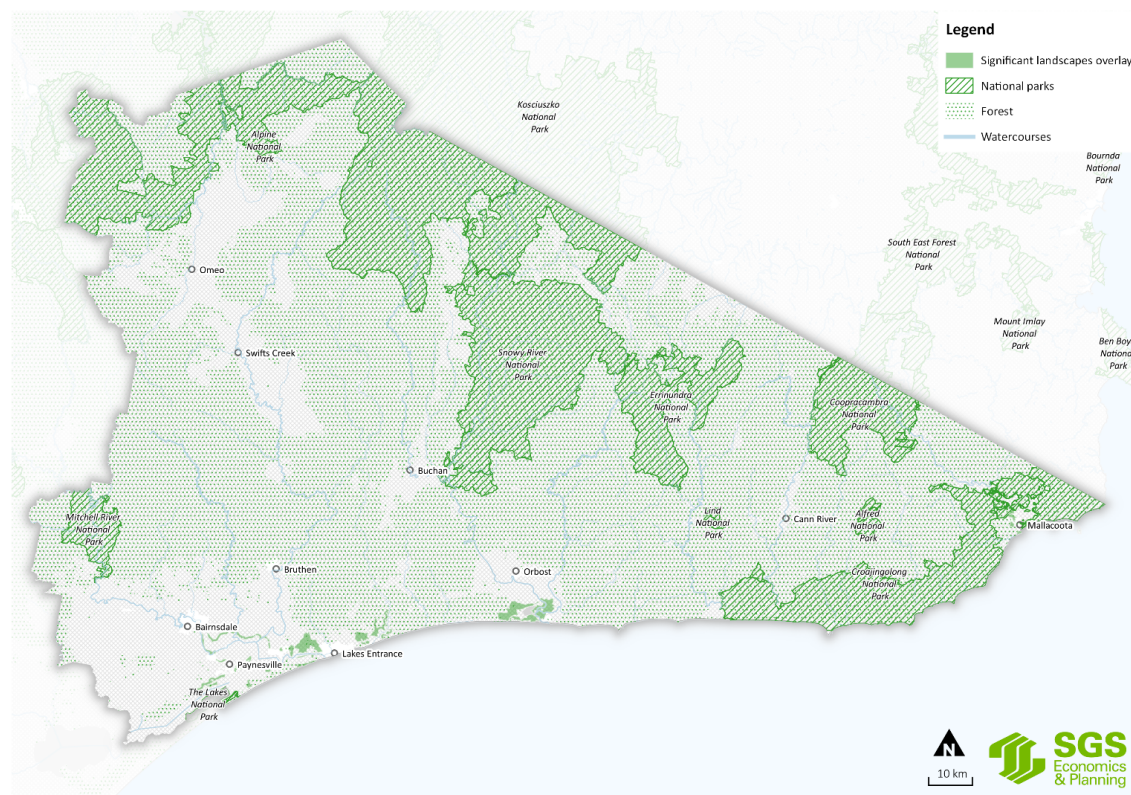 Legend
Significant landscapes overlay
National parks
Forest
Watercourses
Kosciuszko
National
Park
Alpine
National
Park
Bournda
National
Park
South East Forest
National
Park
Omeo
Mount Imlay
National
Park
Ben Boy
Nationa
Park
Swifts Creek
Snowy River
National
Park
Errinundra
National
Park
Coopracambra
National
Park
Buchan
Mitchell River
National
Park
Lind
National
Park
Cann River
Alfred
National
Park
Mallacoota
Bruthen
Orbost
Croajingolong
National
Park
Bairnsdale
Lakes Entrance
Paynesville
The Lakes
National
Park
N
10 km
SGS
Economics
& Planning